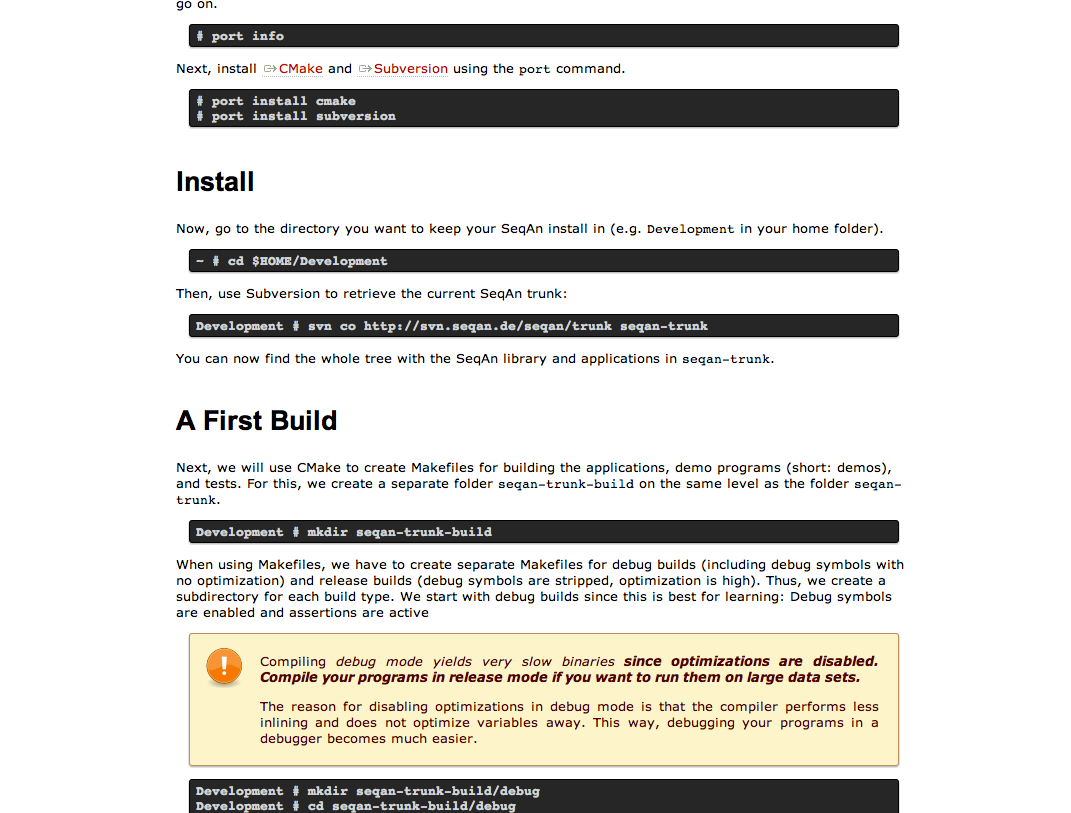 go on.
# port info
Next, install CMake and Subversion using the port command.
# port install cmake
# port install subversion
Install
Now, go to the directory you want to keep your SeqAn install in (e.g. Development in your home folder).
~ # cd $HOME/Development
Then, use Subversion to retrieve the current SeqAn trunk:
Development # svn co http://svn.seqan.de/seqan/trunk seqan-trunk
You can now find the whole tree with the SeqAn library and applications in seqan-trunk.
A First Build
Next, we will use CMake to create Makefiles for building the applications, demo programs (short: demos),
and tests. For this, we create a separate folder seqan-trunk-build on the same level as the folder seqan-
trunk.
Development # mkdir seqan-trunk-build
When using Makefiles, we have to create separate Makefiles for debug builds (including debug symbols with
no optimization) and release builds (debug symbols are stripped, optimization is high). Thus, we create a
subdirectory for each build type. We start with debug builds since this is best for learning: Debug symbols
are enabled and assertions are active
Compiling debug mode yields very slow binaries since optimizations are disabled.
Compile your programs in release mode if you want to run them on large data sets.
The reason for disabling optimizations in debug mode is that the compiler performs less
inlining and does not optimize variables away. This way, debugging your programs in a
debugger becomes much easier.
Development # mkdir seqan-trunk-build/debug
Development # cd seqan-trunk-build/debug